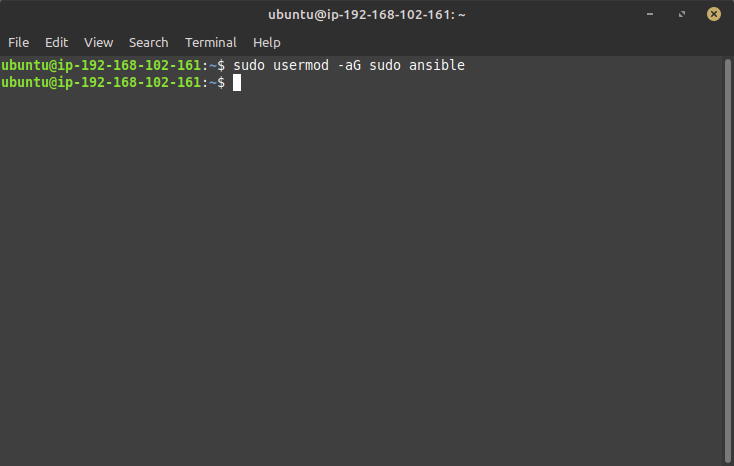 ubuntu@ip-192-168-102-161: ~
File Edit View Search Terminal Help
ubuntu@ip-192-168-102-161:~$ sudo usermod -aG sudo ansible
ubuntu@ip-192-168-102-161:~$